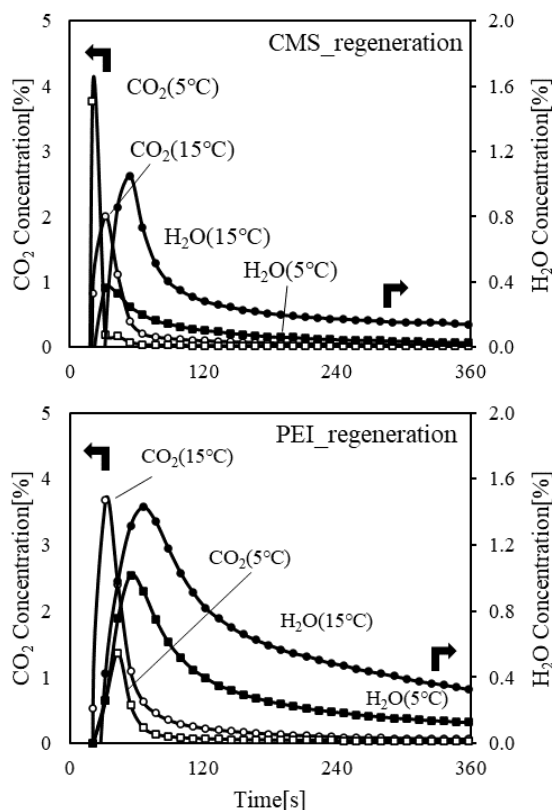 CMS_regeneration
CO₂ Concentration[%]
5
4
3
2
1
0
H₂O Concentration[%]
2.0
1.6
1.2
0.8
0.4
0.0
CO₂(5°C)
CO₂(15°C)
H₂O(15°C)
H₂O(5°C)
0 120 240 360
PEI_regeneration
CO₂ Concentration[%]
5
4
3
2
1
0
H₂O Concentration[%]
2.0
1.6
1.2
0.8
0.4
0.0
CO₂(15°C)
CO₂(5°C)
H₂O(15°C)
H₂O(5°C)
0 120 240 360
Time[s]